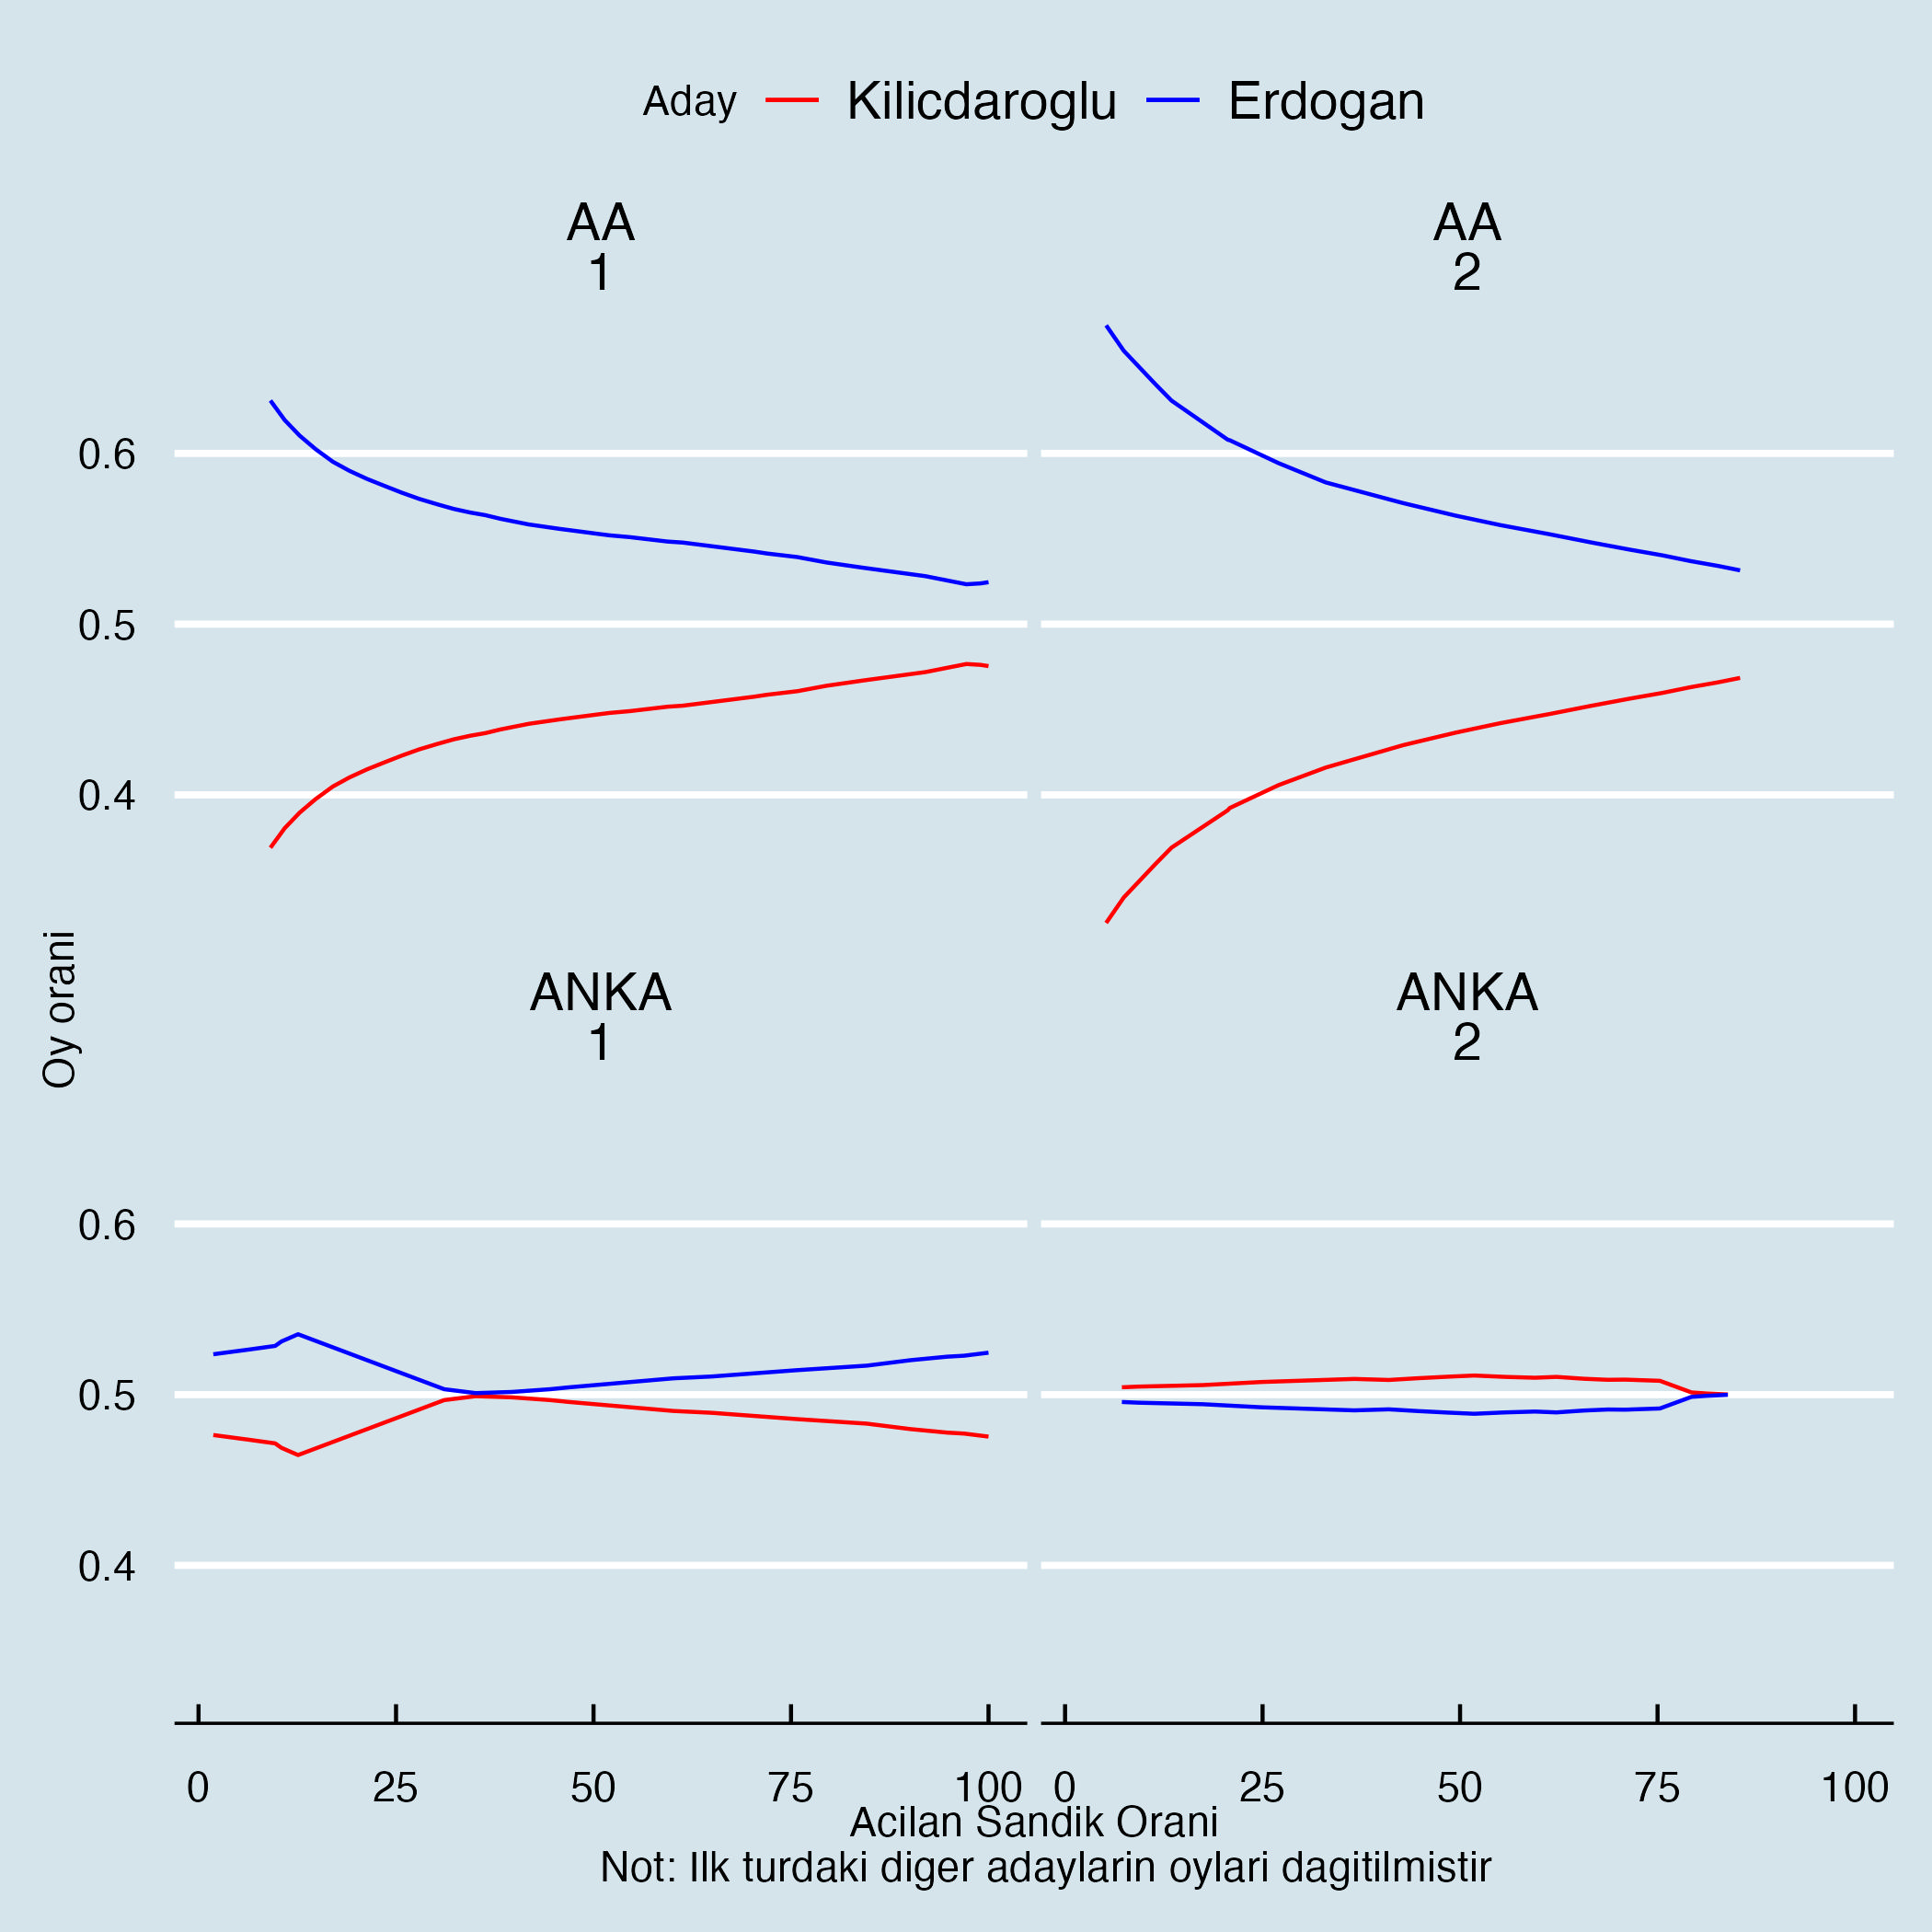 Aday Kilicdaroglu Erdogan
AA
1
AA
2
0.6
0.5
0.4
Oy orani
ANKA
1
ANKA
2
0.6
0.5
0.4
0 25 50 75 100 0 25 50 75 100
Acilan Sandik Orani
Not: Ilk turdaki diger adaylarin oylari dagitilmistir